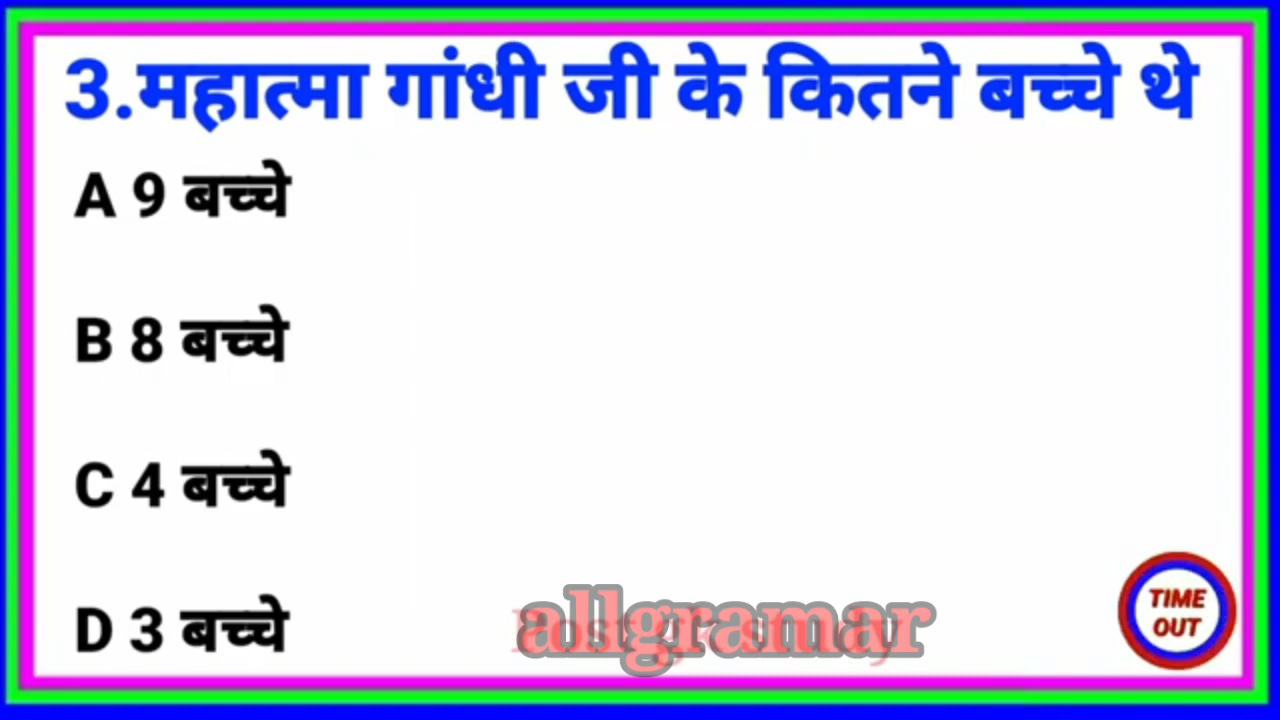 3.महात्मा गांधी जी के कितने बच्चे थे
A 9 बच्चे
B 8 बच्चे
C 4 बच्चे
D 3 बच्चे
allgramar
TIME
OUT